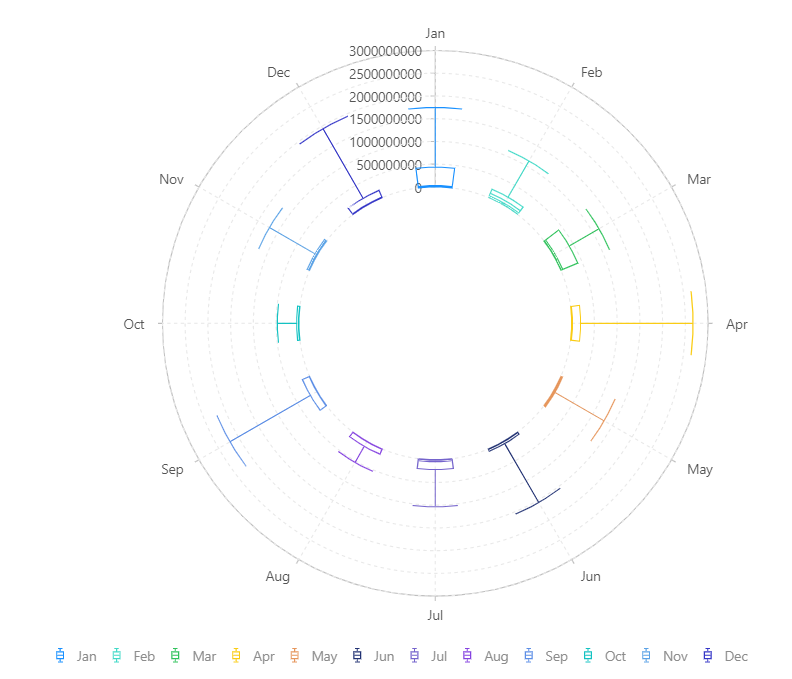 Jan
3000000000
Dec
Feb
2500000000
2000000000
1500000000
1000000000
500000000
Nov
Mar
0
Oct
Apr
Sep
May
Aug
Jun
Jul
Jan Feb Mar Apr May Jun Jul Aug Sep Oct Nov Dec